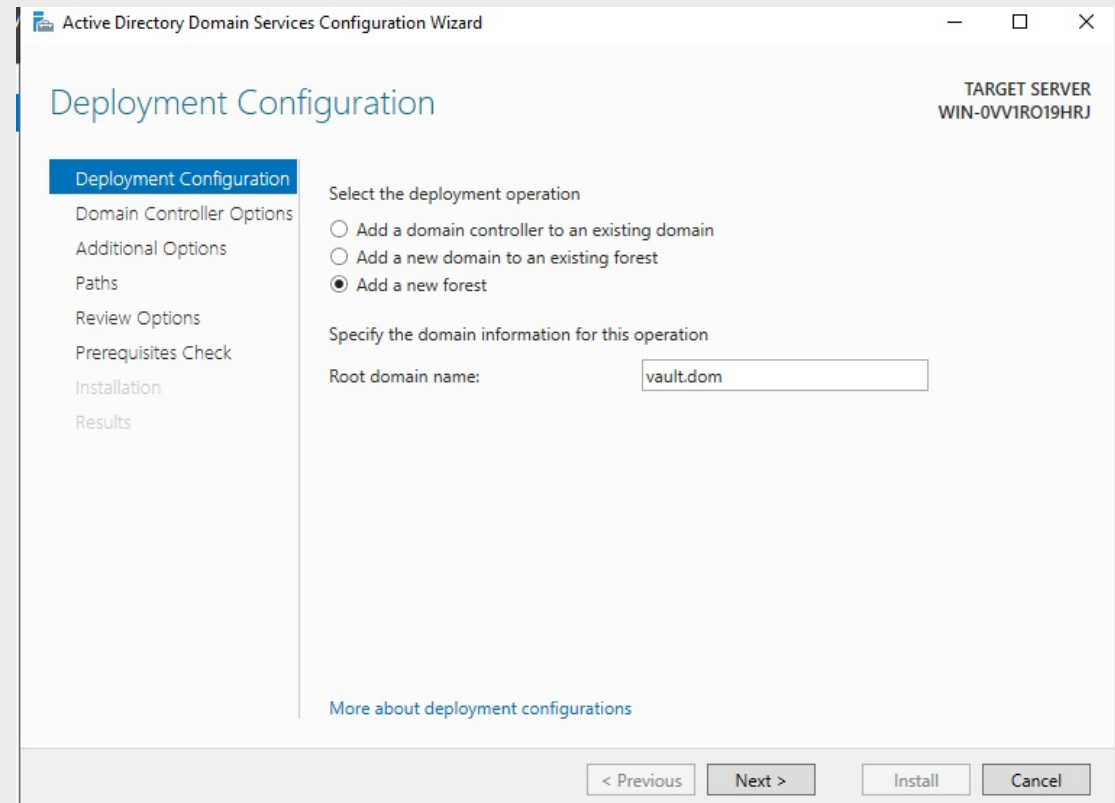 Active Directory Domain Services Configuration Wizard
Deployment Configuration
TARGET SERVER
WIN-0VV1RO19HRJ
Deployment Configuration
Domain Controller Options
Additional Options
Paths
Review Options
Prerequisites Check
Installation
Results
Select the deployment operation
Add a domain controller to an existing domain
Add a new domain to an existing forest
Add a new forest
Specify the domain information for this operation
Root domain name: vault.dom
More about deployment configurations
< Previous Next > Install Cancel